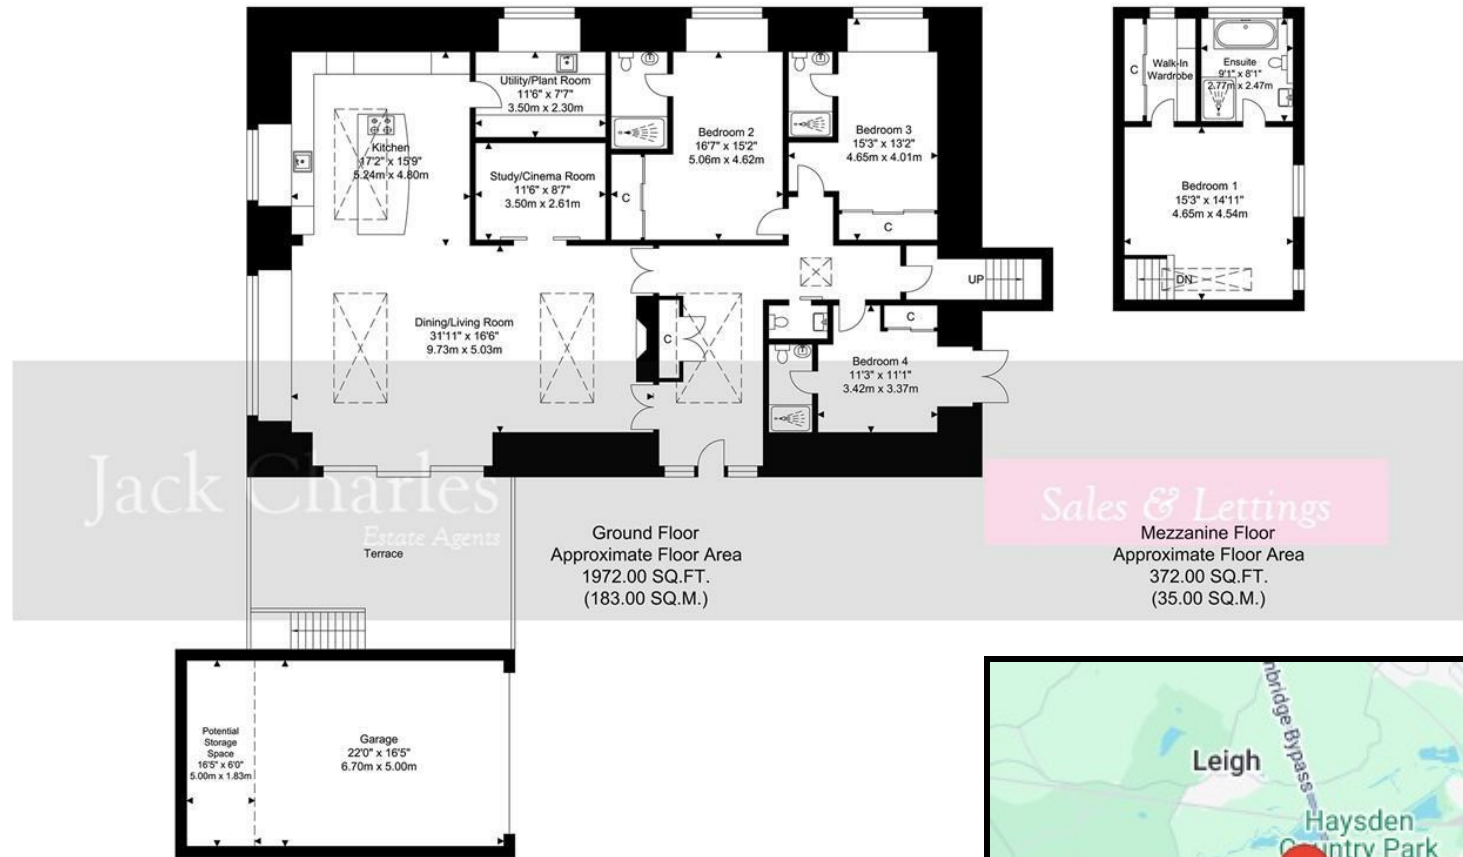 Utility/Plant Room
11'6" x 7'7"
3.50m x 2.30m
Kitchen
17'2" x 15'9"
5.24m x 4.80m
Study/Cinema Room
11'6" x 8'7"
3.50m x 2.61m
C
Bedroom 2
16'7" x 15'2"
5.06m x 4.62m
Bedroom 3
15'3" x 13'2"
4.65m x 4.01m
C
UP
Dining/Living Room
31'11" x 16'6"
9.73m x 5.03m
C
C
Bedroom 4
11'3" x 11'1"
3.42m x 3.37m
C
Walk-In
Wardrobe
Ensuite
9'1" x 8'1"
2.77m x 2.47m
Bedroom 1
15'3" x 14'11"
4.65m x 4.54m
DN
Jack Charles
Estate Agents
Sales & Lettings
Terrace
Ground Floor
Approximate Floor Area
1972.00 SQ.FT.
(183.00 SQ.M.)
Mezzanine Floor
Approximate Floor Area
372.00 SQ.FT.
(35.00 SQ.M.)
Potential
Storage
Space
16'5" x 6'0"
5.00m x 1.83m
Garage
22'0" x 16'5"
6.70m x 5.00m
nbridge Bypass
Leigh
Haysden
Country Park